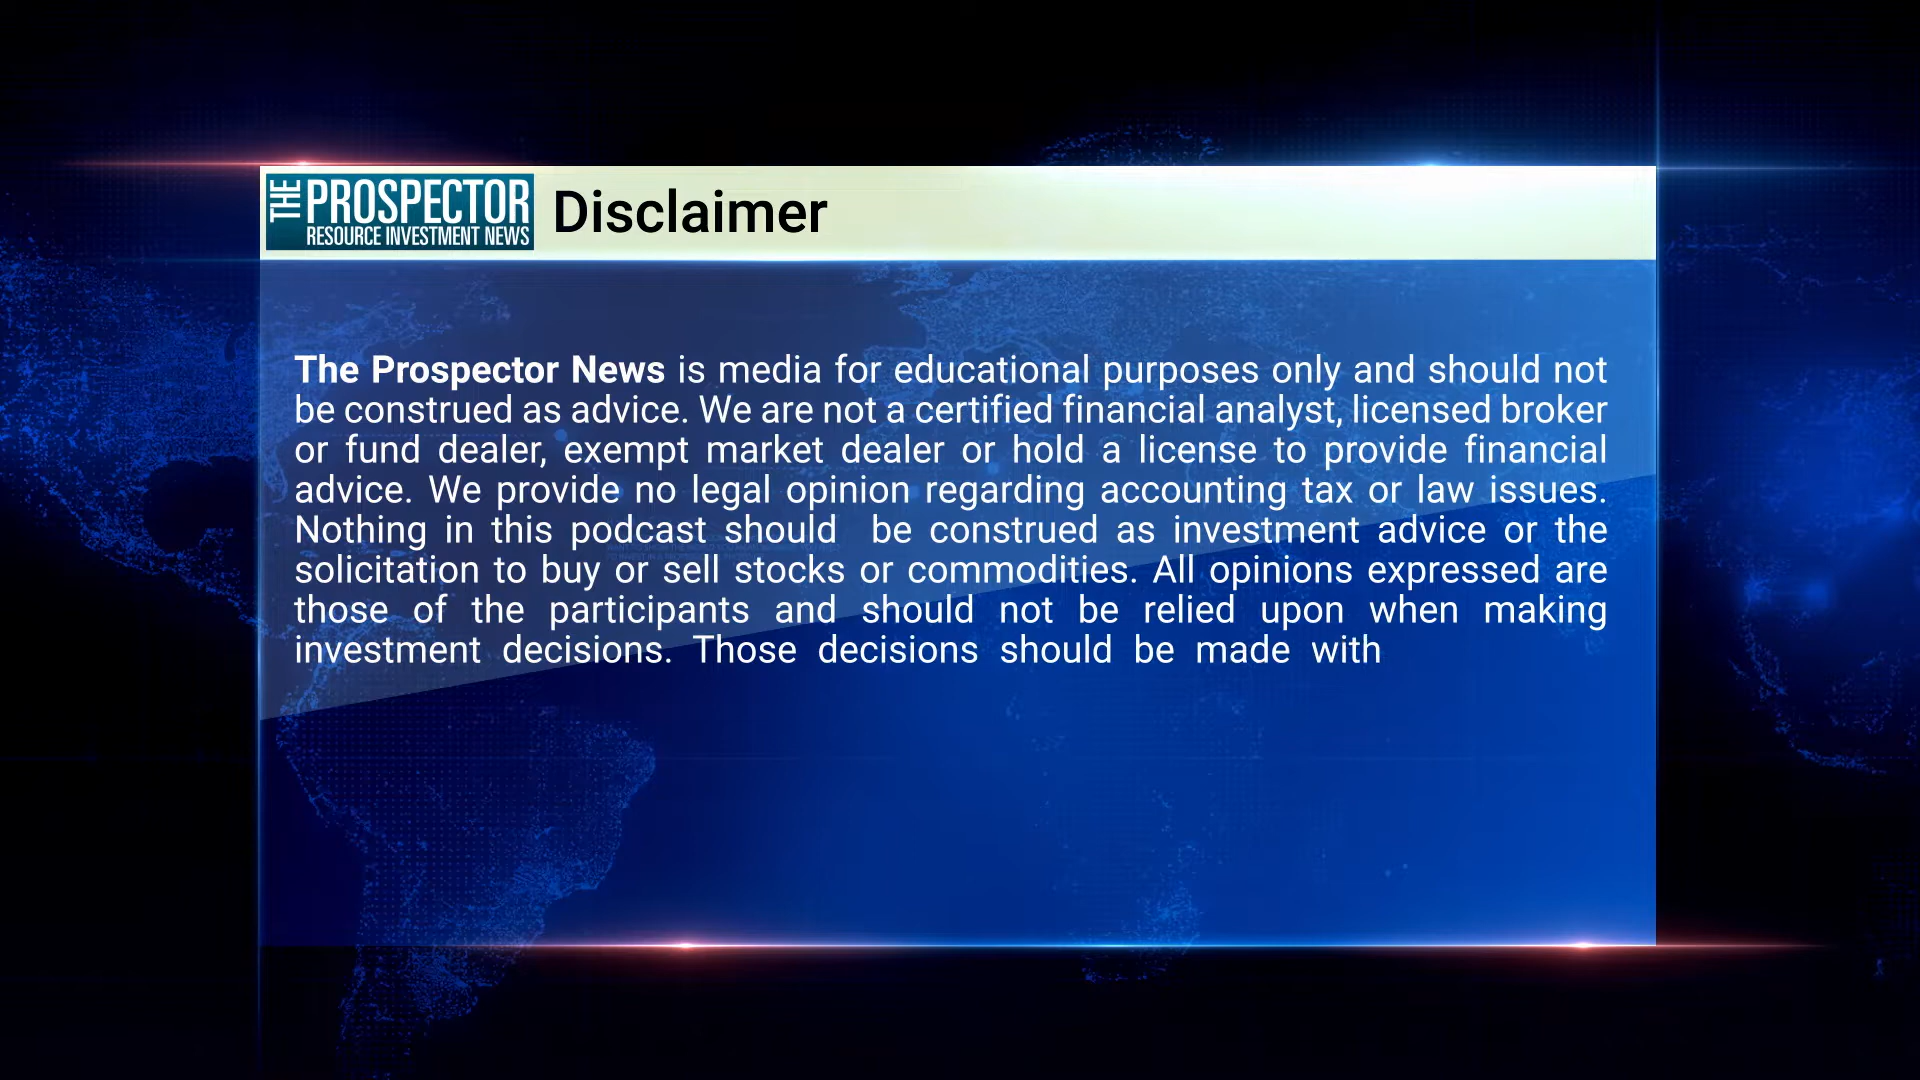 THE PROSPECTOR
RESOURCE INVESTMENT NEWS
Disclaimer
The Prospector News is media for educational purposes only and should not
be construed as advice. We are not a certified financial analyst, licensed broker
or fund dealer, exempt market dealer or hold a license to provide financial
advice. We provide no legal opinion regarding accounting tax or law issues.
Nothing in this podcast should be construed as investment advice or the
solicitation to buy or sell stocks or commodities. All opinions expressed are
those of the participants and should not be relied upon when making
investment decisions. Those decisions should be made with